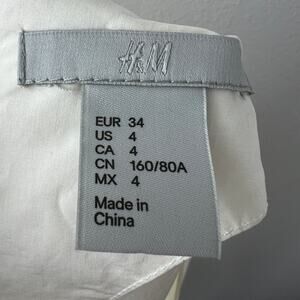 H&M
EUR 34
US 4
CA 4
CN 160/80A
MX 4
Made in
China